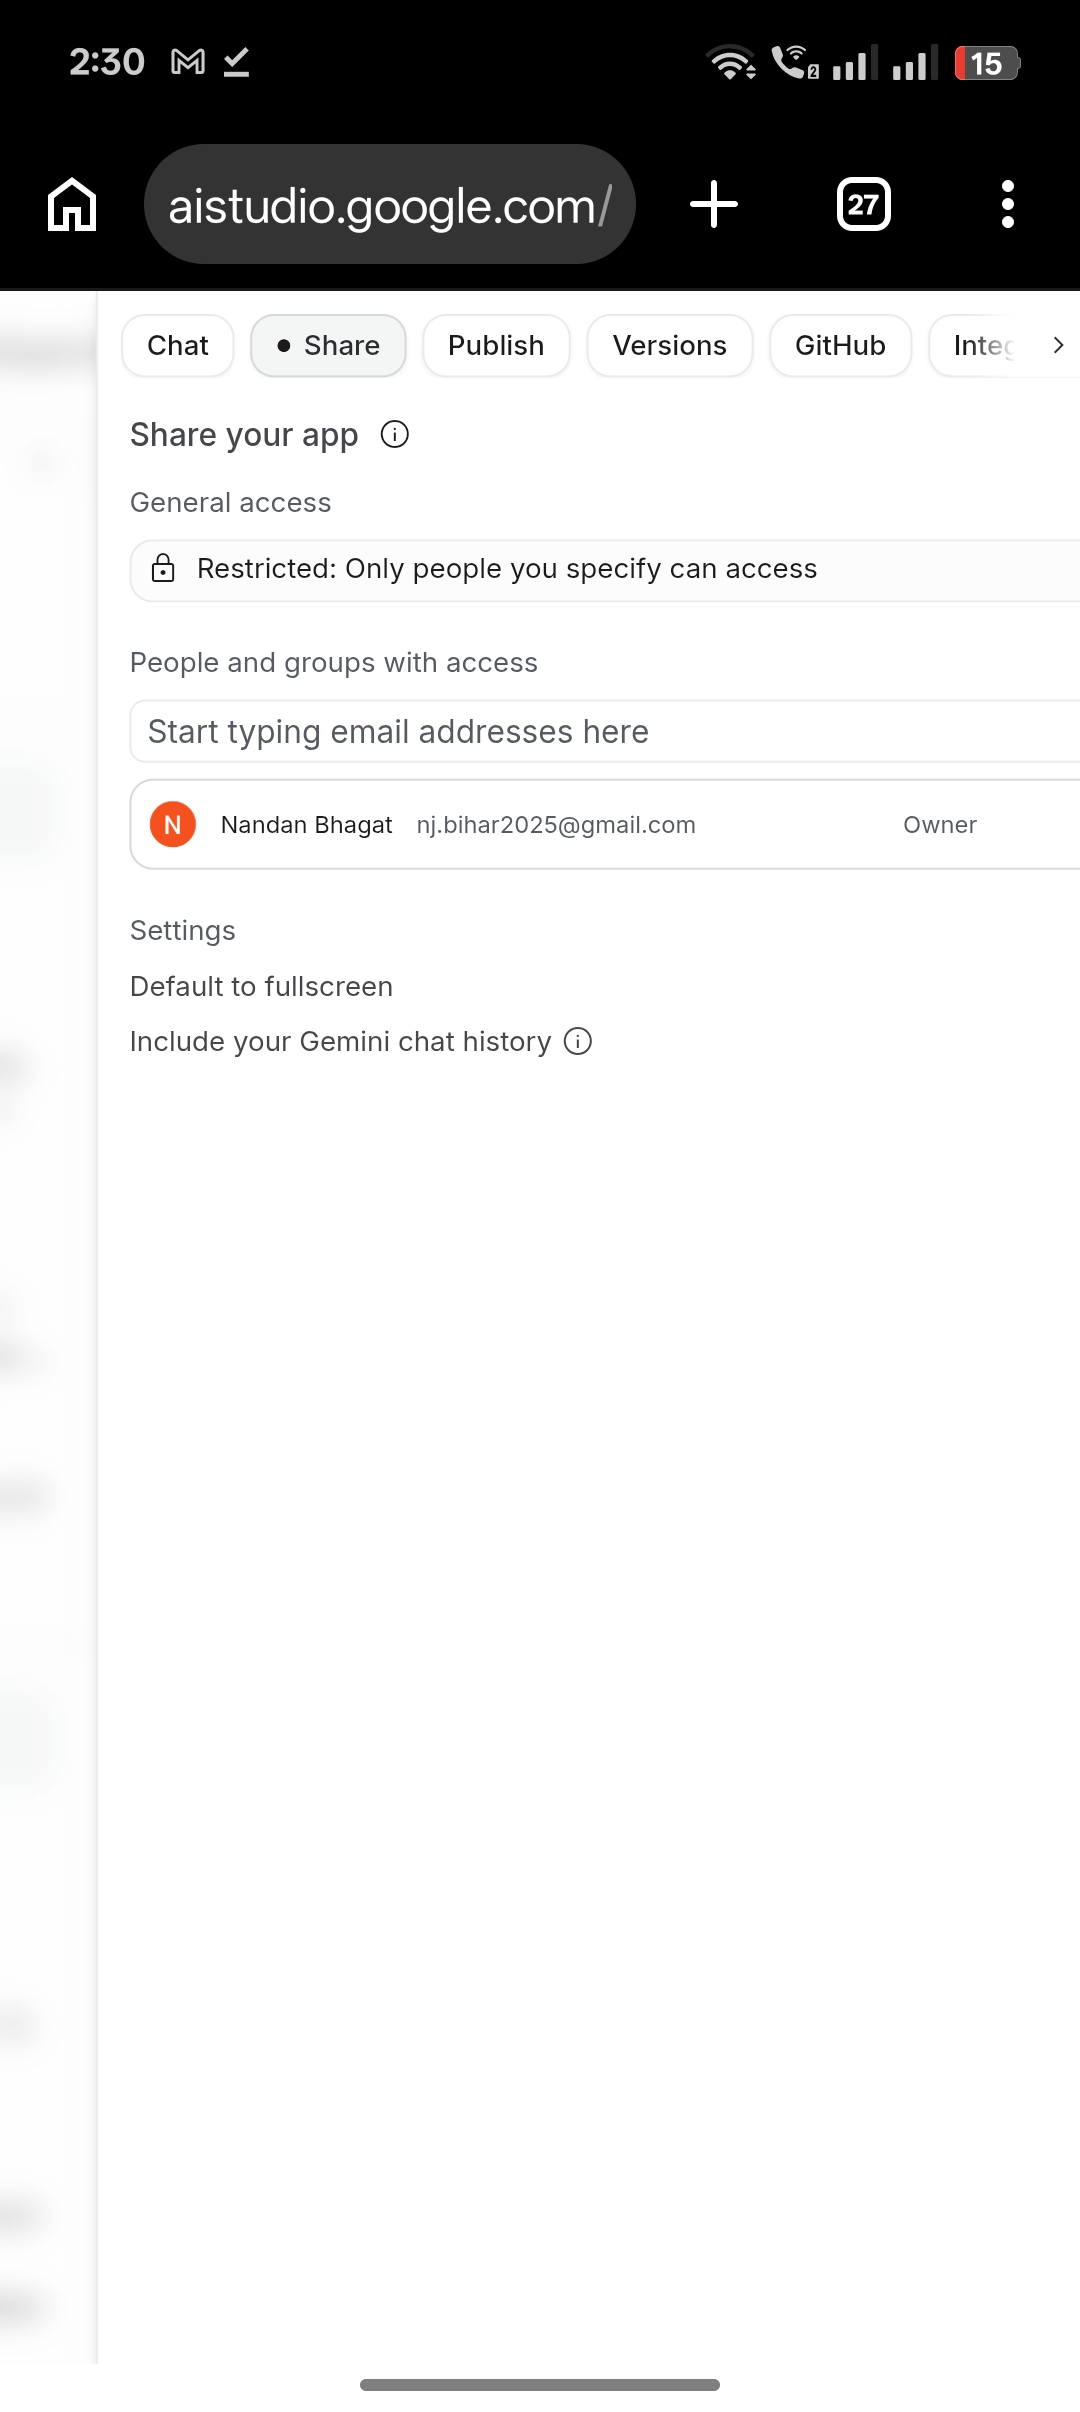 2:30
15
aistudio.google.com/
27
Chat
Share
Publish
Versions
GitHub
Integ
Share your app
General access
Restricted: Only people you specify can access
People and groups with access
Start typing email addresses here
N Nandan Bhagat nj.bihar2025@gmail.com Owner
Settings
Default to fullscreen
Include your Gemini chat history